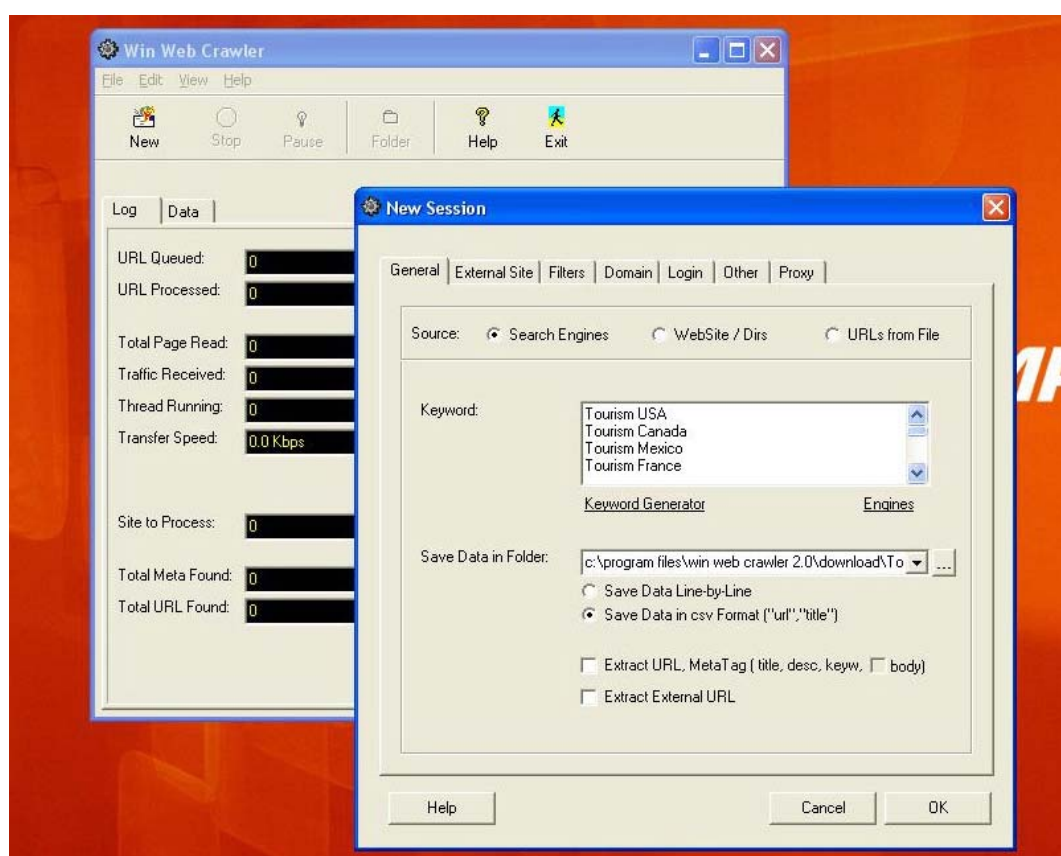 Win Web Crawler
File Edit View Help
New Stop Pause Folder Help Exit
Log Data
URL Queued: 0
URL Processed: 0
Total Page Read: 0
Traffic Received: 0
Thread Running: 0
Transfer Speed: 0.0 Kbps
Site to Process: 0
Total Meta Found: 0
Total URL Found: 0
New Session
General External Site Filters Domain Login Other Proxy
Source: Search Engines WebSite / Dirs URLs from File
Keyword:
Tourism USA
Tourism Canada
Tourism Mexico
Tourism France
Keyword Generator Engines
Save Data in Folder: c:\program files\win web crawler 2.0\download\To ...
Save Data Line-by-Line
Save Data in csv Format ("url","title")
Extract URL, MetaTag ( title, desc, keyw, body)
Extract External URL
Help Cancel OK